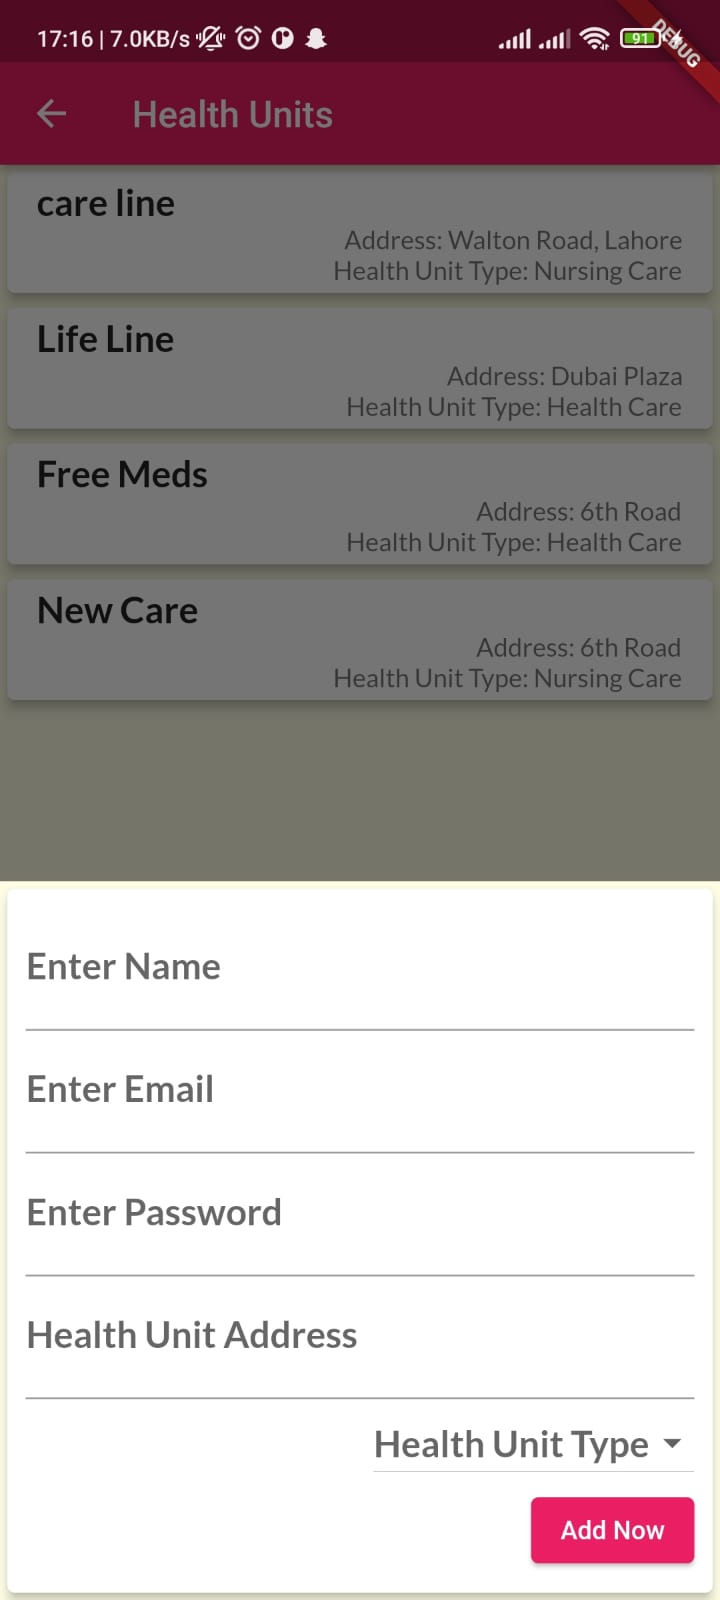 17:16 | 7.0KB/s
91
DEBUG
Health Units
care line
Address: Walton Road, Lahore
Health Unit Type: Nursing Care
Life Line
Address: Dubai Plaza
Health Unit Type: Health Care
Free Meds
Address: 6th Road
Health Unit Type: Health Care
New Care
Address: 6th Road
Health Unit Type: Nursing Care
Enter Name
Enter Email
Enter Password
Health Unit Address
Health Unit Type
Add Now